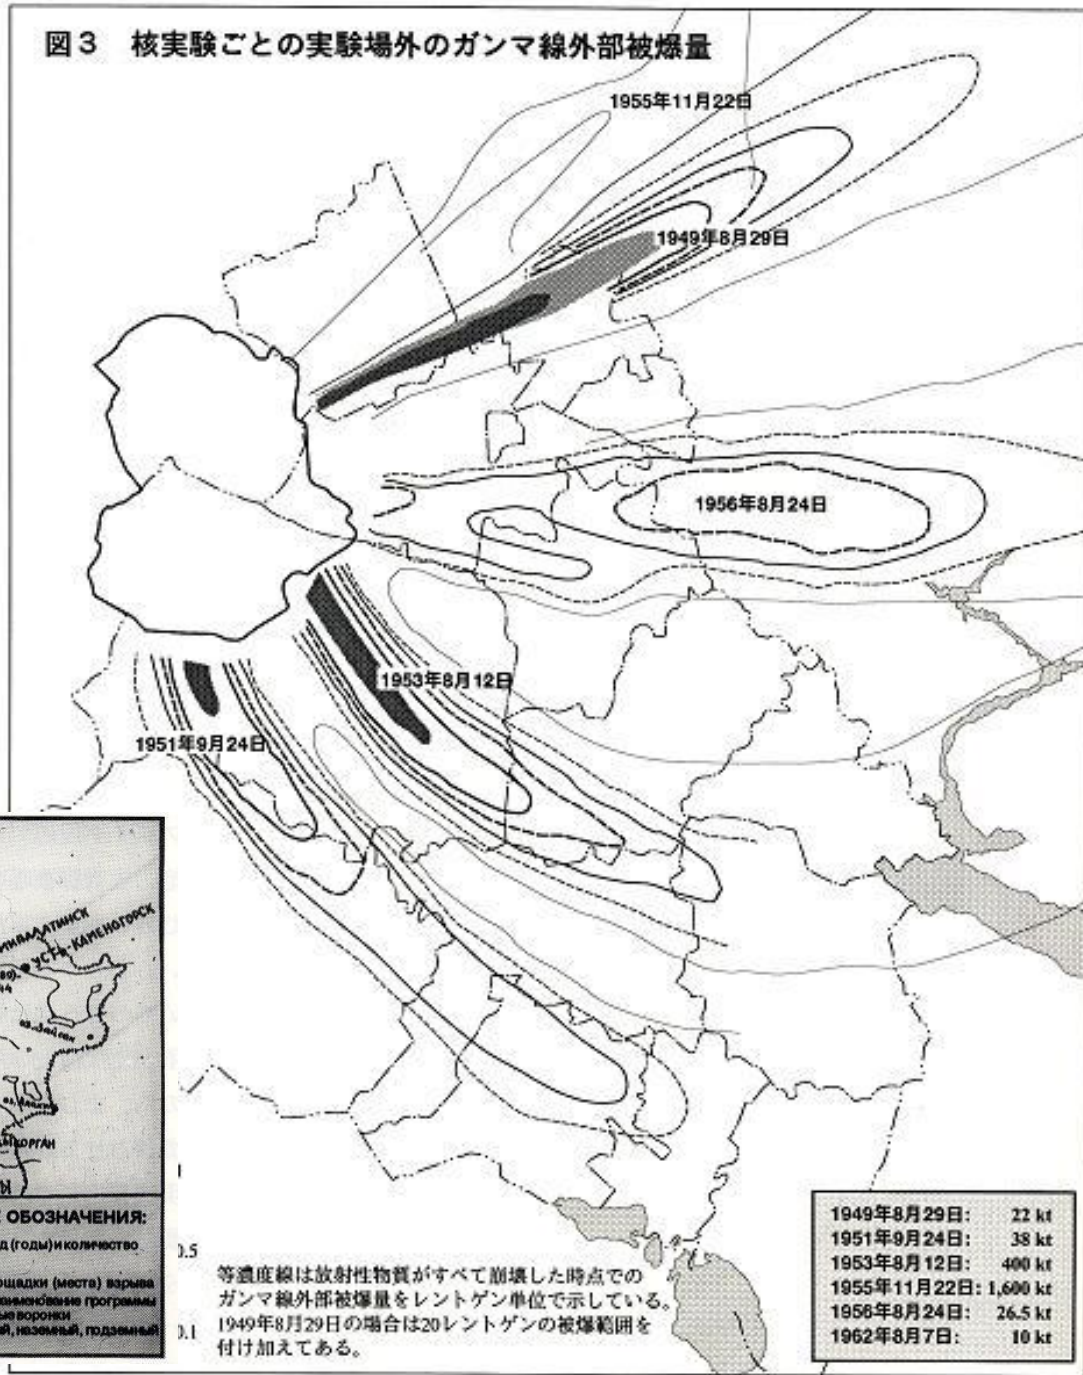 図3 核実験ごとの実験場外のガンマ線外部被爆量
1955年11月22日
1949年8月29日
1956年8月24日
1953年8月12日
1951年9月24日
УСТЬ-КАМЕНОГОРСК
ОБОЗНАЧЕНИЯ:
(годы) и количество
(места) взрыва
программы
воронки
наземный, подземный
0.5
0.1
等濃度線は放射性物質がすべて崩壊した時点での
ガンマ線外部被爆量をレントゲン単位で示している。
1949年8月29日の場合は20レントゲンの被爆範囲を
付け加えてある。
1949年8月29日: 22 kt
1951年9月24日: 38 kt
1953年8月12日: 400 kt
1955年11月22日: 1,600 kt
1956年8月24日: 26.5 kt
1962年8月7日: 10 kt